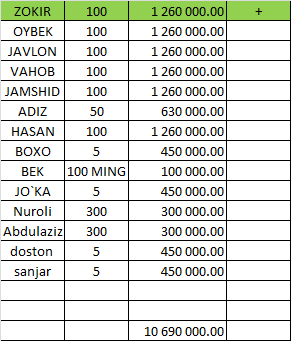 ZOKIR 100 1 260 000.00 +
OYBEK 100 1 260 000.00
JAVLON 100 1 260 000.00
VAHOB 100 1 260 000.00
JAMSHID 100 1 260 000.00
ADIZ 50 630 000.00
HASAN 100 1 260 000.00
BOXO 5 450 000.00
BEK 100 MING 100 000.00
JO`KA 5 450 000.00
Nuroli 300 300 000.00
Abdulaziz 300 300 000.00
doston 5 450 000.00
sanjar 5 450 000.00
10 690 000.00